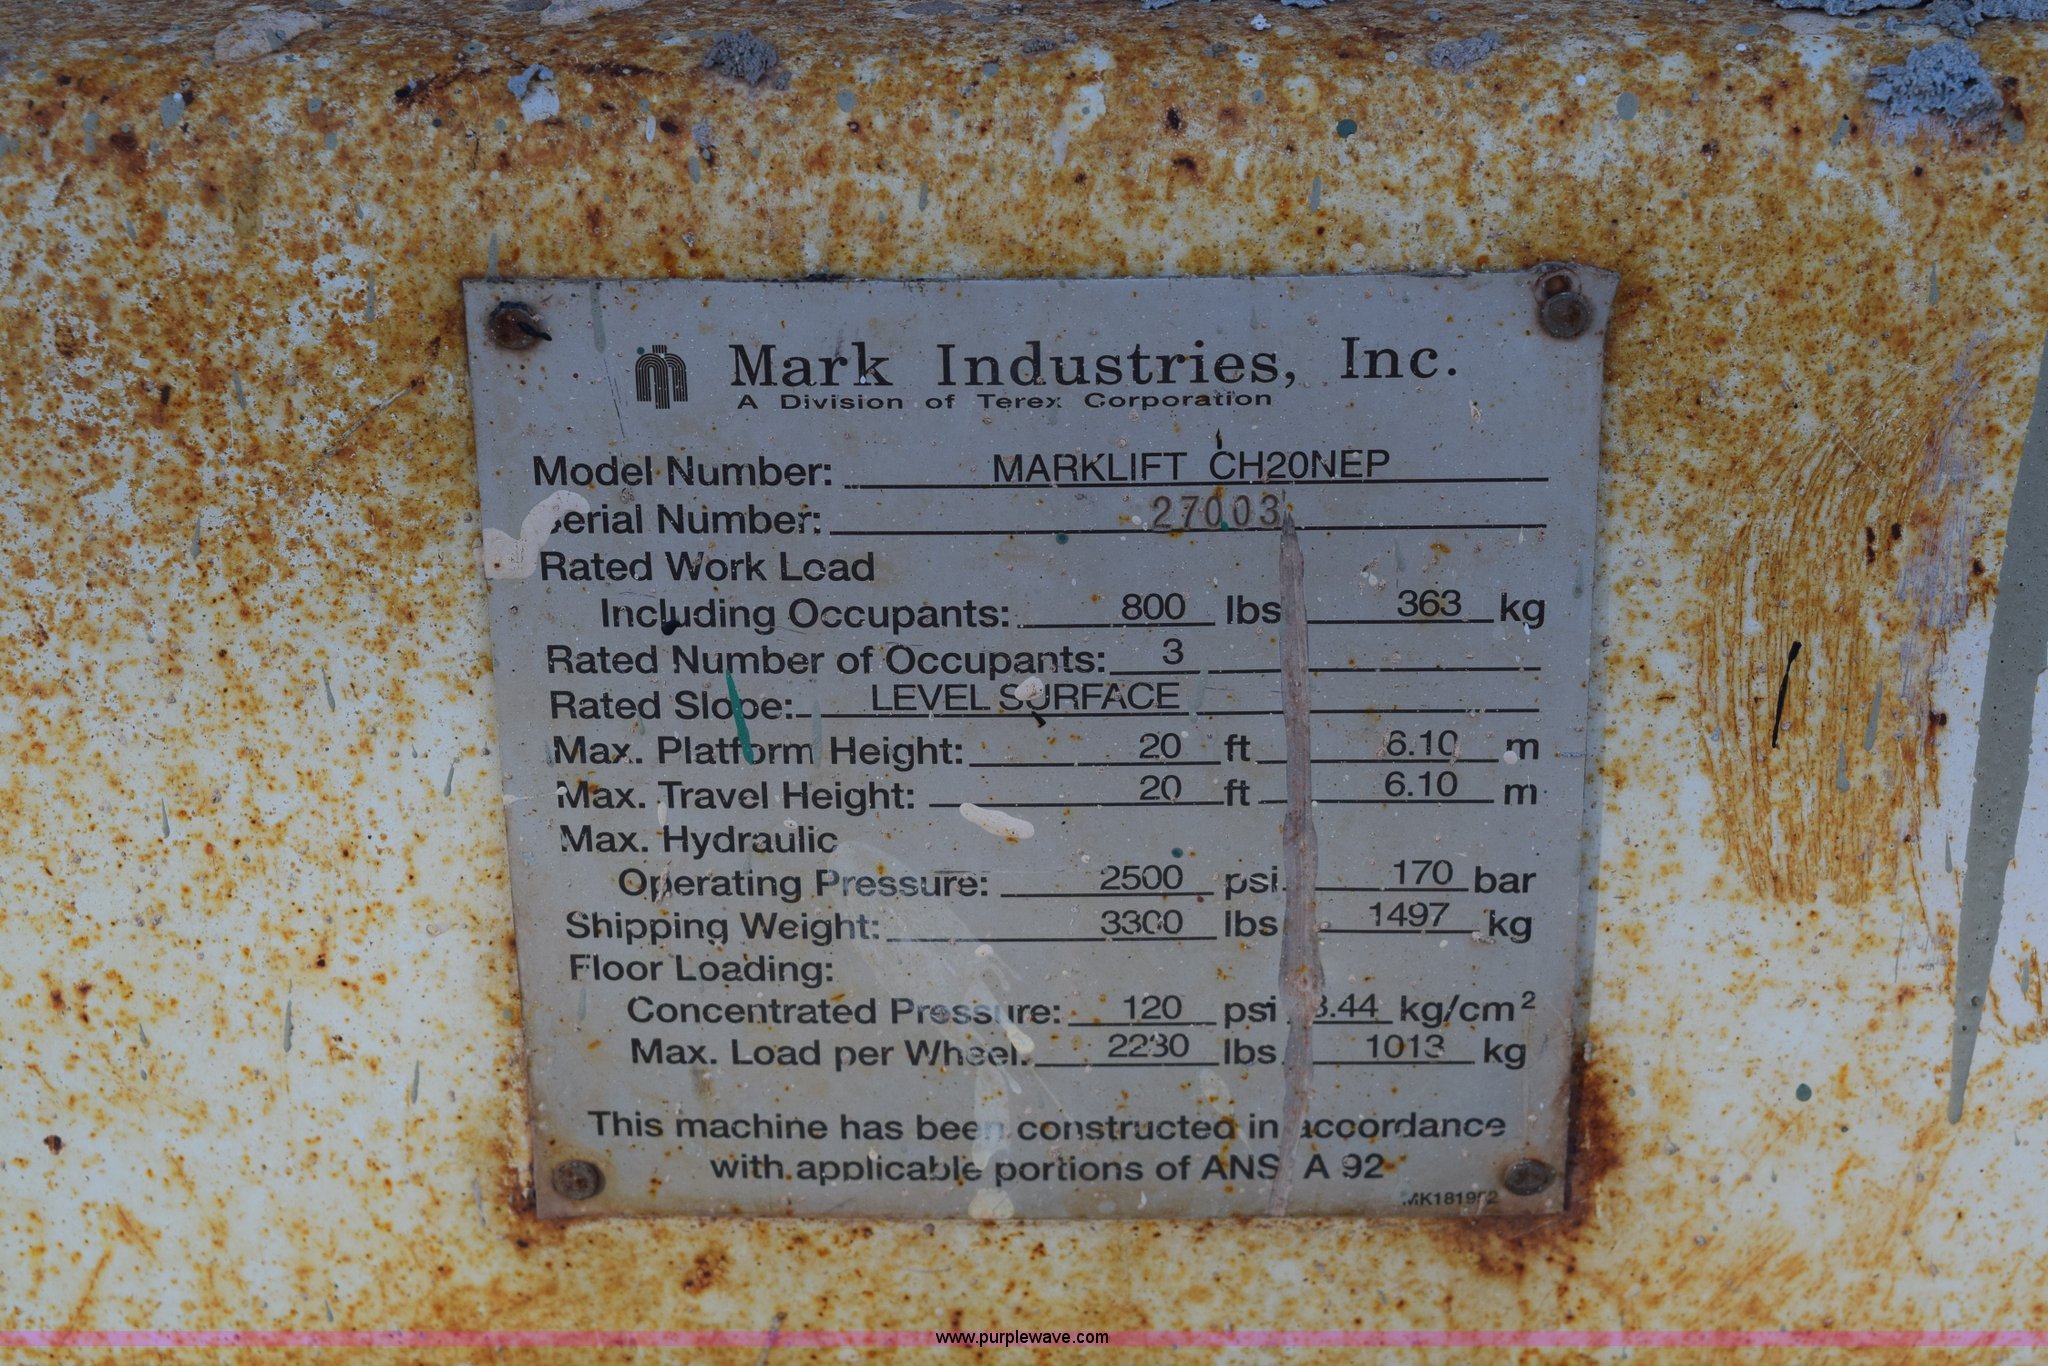 Mark Industries, Inc.
A Division of Terex Corporation
Model Number: MARKLIFT CH20NEP
Serial Number: 27003
Rated Work Load
Including Occupants: 800 lbs 363 kg
Rated Number of Occupants: 3
Rated Slope: LEVEL SURFACE
Max. Platform Height: 20 ft 6.10 m
Max. Travel Height: 20 ft 6.10 m
Max. Hydraulic
Operating Pressure: 2500 psi 170 bar
Shipping Weight: 3300 lbs 1497 kg
Floor Loading:
Concentrated Pressure: 120 psi 8.44 kg/cm²
Max. Load per Wheel: lbs 1013 kg
This machine has been constructed in accordance
with applicable portions of ANSI A 92
www.purplewave.com